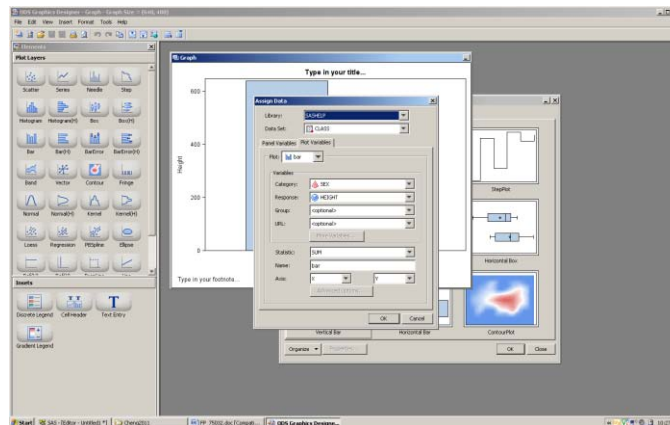 ODS Graphics Designer - Graph - Graph Size = (640, 480)
File Edit View Insert Format Tools Help
Elements
Plot Layers
Scatter Series Needle Step
Histogram Histogram(H) Box Box(H)
Bar Bar(H) BarError BarError(H)
Band Vector Contour Fringe
Normal Normal(H) Kernel Kernel(H)
Loess Regression PBSpline Ellipse
Insets
Discrete Legend CellHeader Text Entry
Gradient Legend
Graph
Type in your title...
600
400
200
0
Height
Type in your footnote...
Assign Data
Library: SASHELP
Data Set: CLASS
Panel Variables Plot Variables
Plot: bar
Variables
Category: SEX
Response: HEIGHT
Group: <optional>
URL: <optional>
More Variables...
Statistic: SUM
Name: bar
Axis: X Y
Advanced Options...
OK Cancel
StepPlot
Horizontal Box
Vertical Bar Horizontal Bar ContourPlot
Organize Properties... OK Close
Start SAS - [Editor - Untitled1 *] PP_75031.doc [Compati... ODS Graphics Designe...